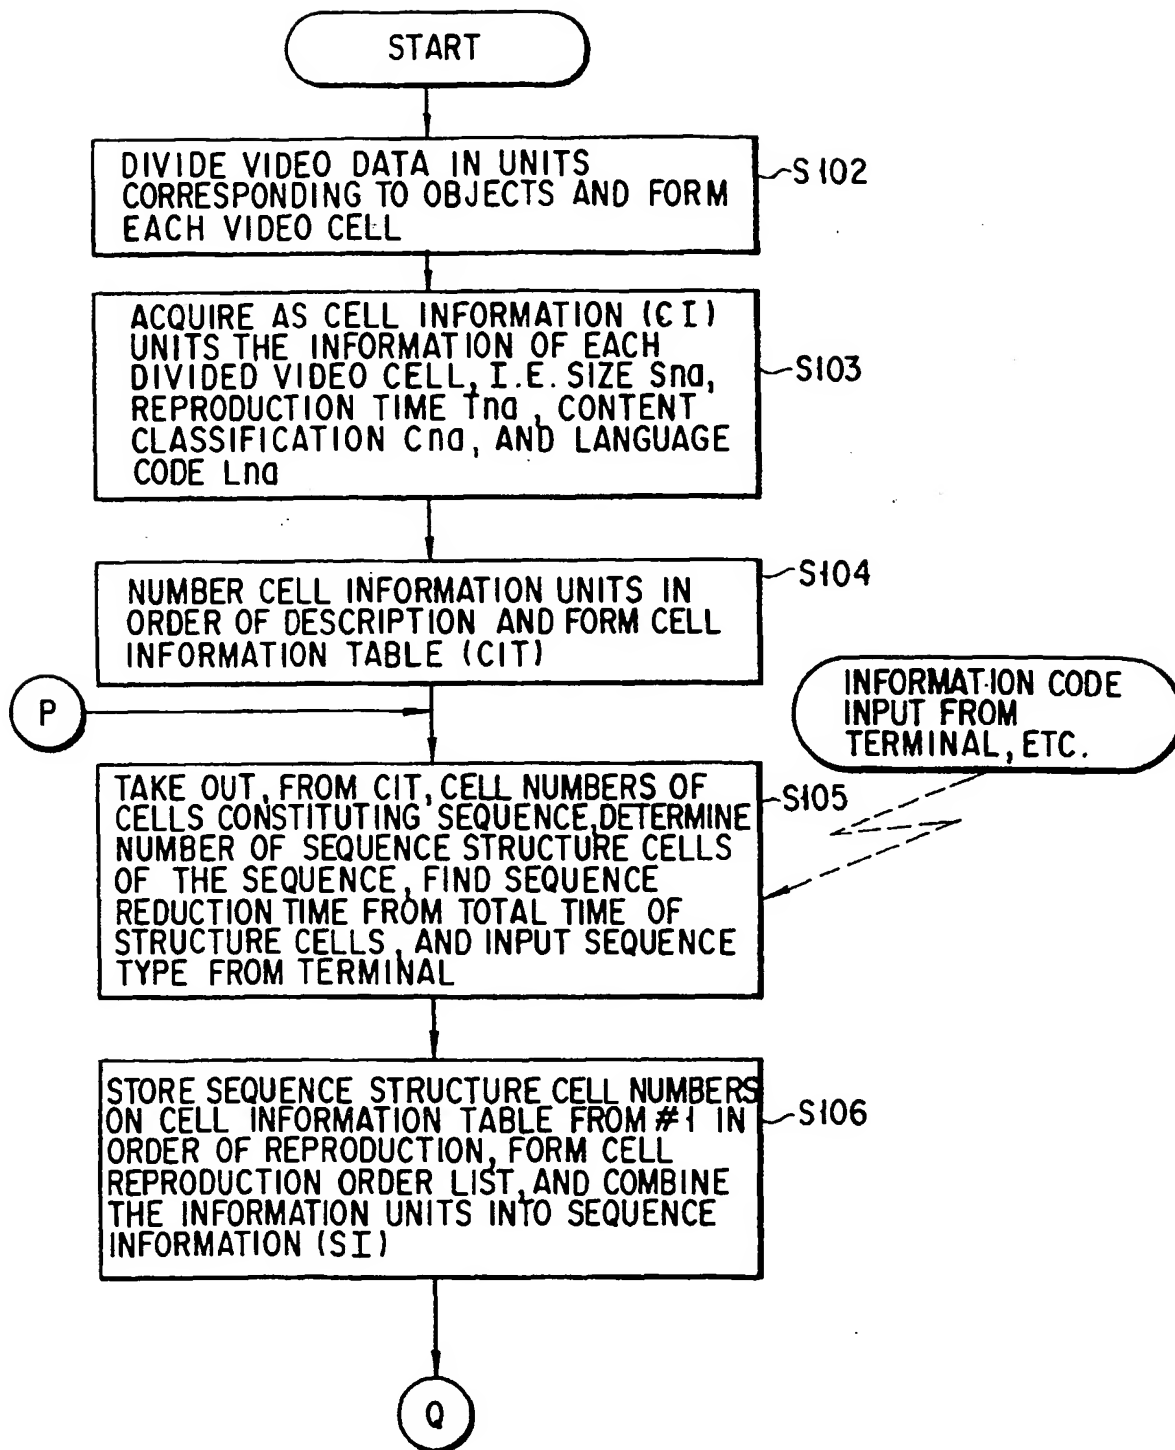 START
DIVIDE VIDEO DATA IN UNITS
CORRESPONDING TO OBJECTS AND FORM
EACH VIDEO CELL
S102
ACQUIRE AS CELL INFORMATION (CI)
UNITS THE INFORMATION OF EACH
DIVIDED VIDEO CELL, I.E. SIZE Sna,
REPRODUCTION TIME Tna, CONTENT
CLASSIFICATION Cna, AND LANGUAGE
CODE Lna
S103
NUMBER CELL INFORMATION UNITS IN
ORDER OF DESCRIPTION AND FORM CELL
INFORMATION TABLE (CIT)
S104
P
INFORMATION CODE
INPUT FROM
TERMINAL, ETC.
TAKE OUT, FROM CIT, CELL NUMBERS OF
CELLS CONSTITUTING SEQUENCE, DETERMINE
NUMBER OF SEQUENCE STRUCTURE CELLS
OF THE SEQUENCE, FIND SEQUENCE
REDUCTION TIME FROM TOTAL TIME OF
STRUCTURE CELLS, AND INPUT SEQUENCE
TYPE FROM TERMINAL
S105
STORE SEQUENCE STRUCTURE CELL NUMBERS
ON CELL INFORMATION TABLE FROM #1 IN
ORDER OF REPRODUCTION, FORM CELL
REPRODUCTION ORDER LIST, AND COMBINE
THE INFORMATION UNITS INTO SEQUENCE
INFORMATION (SI)
S106
Q